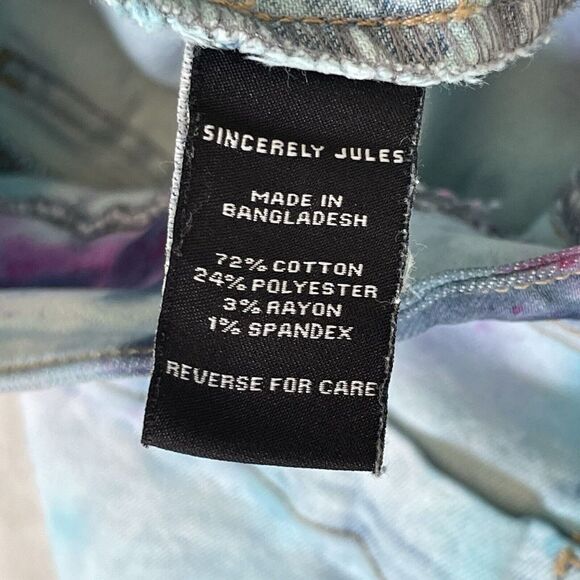 SINCERELY JULES
MADE IN
BANGLADESH
72% COTTON
24% POLYESTER
3% RAYON
1% SPANDEX
REVERSE FOR CARE